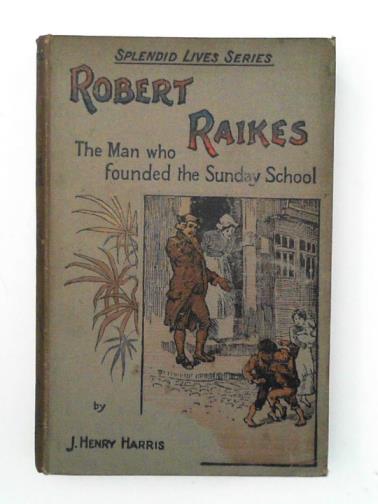 SPLENDID LIVES SERIES
ROBERT
RAIKES
The Man who
founded the Sunday School
by
J. HENRY HARRIS